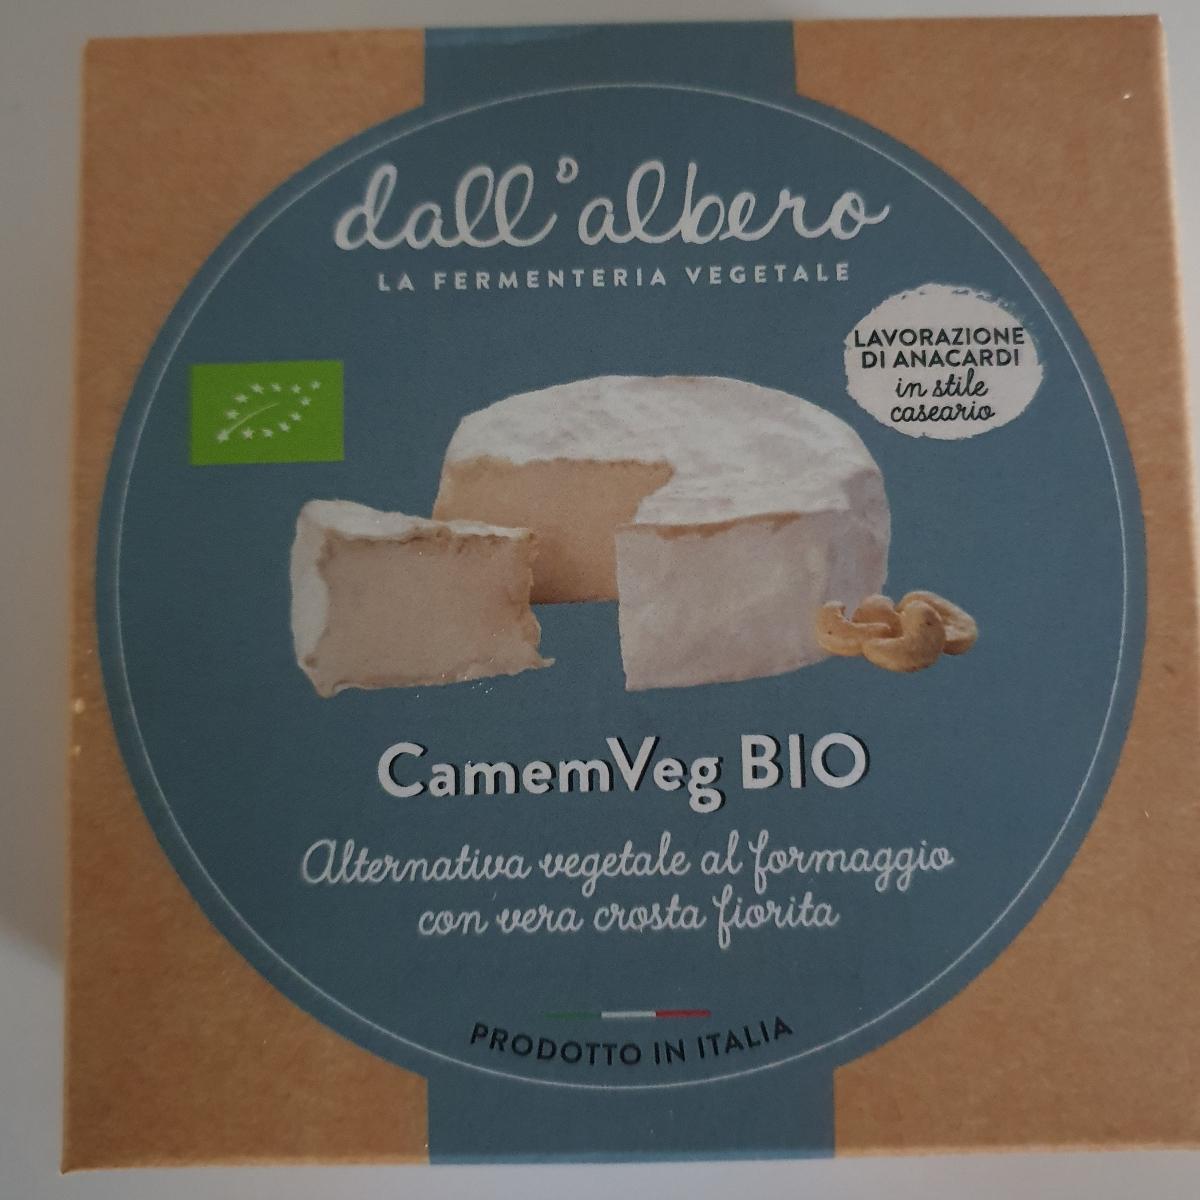 dall'albero
LA FERMENTERIA VEGETALE
LAVORAZIONE
DI ANACARDI
in stile
caseario
CamemVeg BIO
Alternativa vegetale al formaggio
con vera crosta fiorita
PRODOTTO IN ITALIA